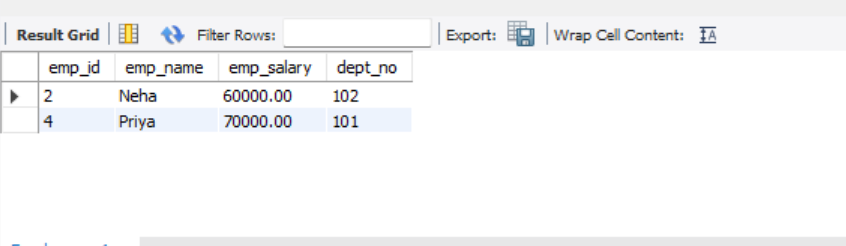 Result Grid Filter Rows: Export: Wrap Cell Content: IA
emp_id emp_name emp_salary dept_no
2 Neha 60000.00 102
4 Priya 70000.00 101